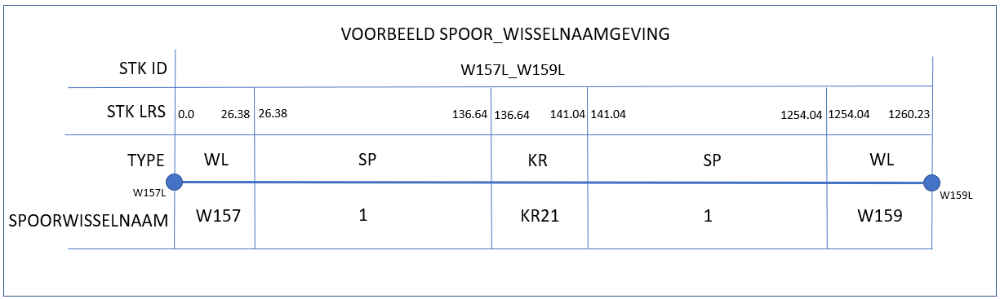 VOORBEELD SPOOR_WISSELNAAMGEVING
STK ID W157L_W159L
STK LRS 0.0 26.38 26.38 136.64 136.64 141.04 141.04 1254.04 1254.04 1260.23
TYPE WL SP KR SP WL
W157L W159L
SPOORWISSELNAAM W157 1 KR21 1 W159